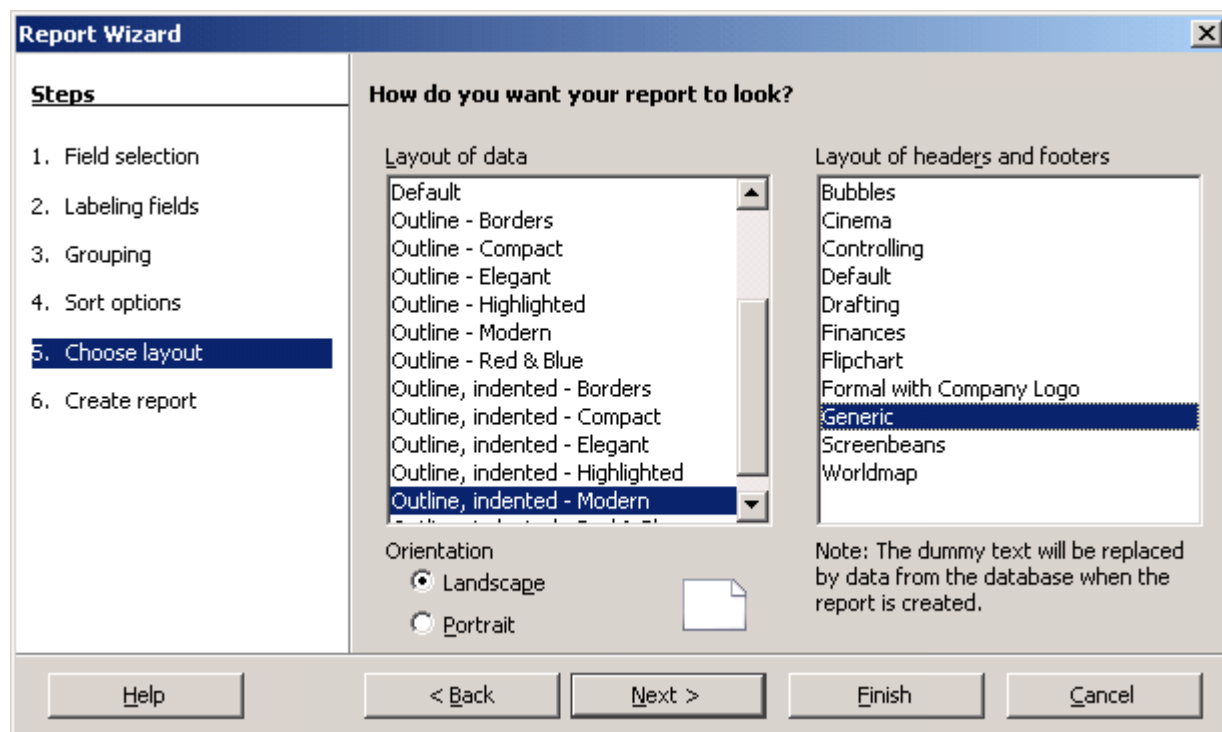 Report Wizard
Steps
1. Field selection
2. Labeling fields
3. Grouping
4. Sort options
5. Choose layout
6. Create report
How do you want your report to look?
Layout of data
Default
Outline - Borders
Outline - Compact
Outline - Elegant
Outline - Highlighted
Outline - Modern
Outline - Red & Blue
Outline, indented - Borders
Outline, indented - Compact
Outline, indented - Elegant
Outline, indented - Highlighted
Outline, indented - Modern
Orientation
Landscape
Portrait
Layout of headers and footers
Bubbles
Cinema
Controlling
Default
Drafting
Finances
Flipchart
Formal with Company Logo
Generic
Screenbeans
Worldmap
Note: The dummy text will be replaced
by data from the database when the
report is created.
Help
< Back
Next >
Finish
Cancel